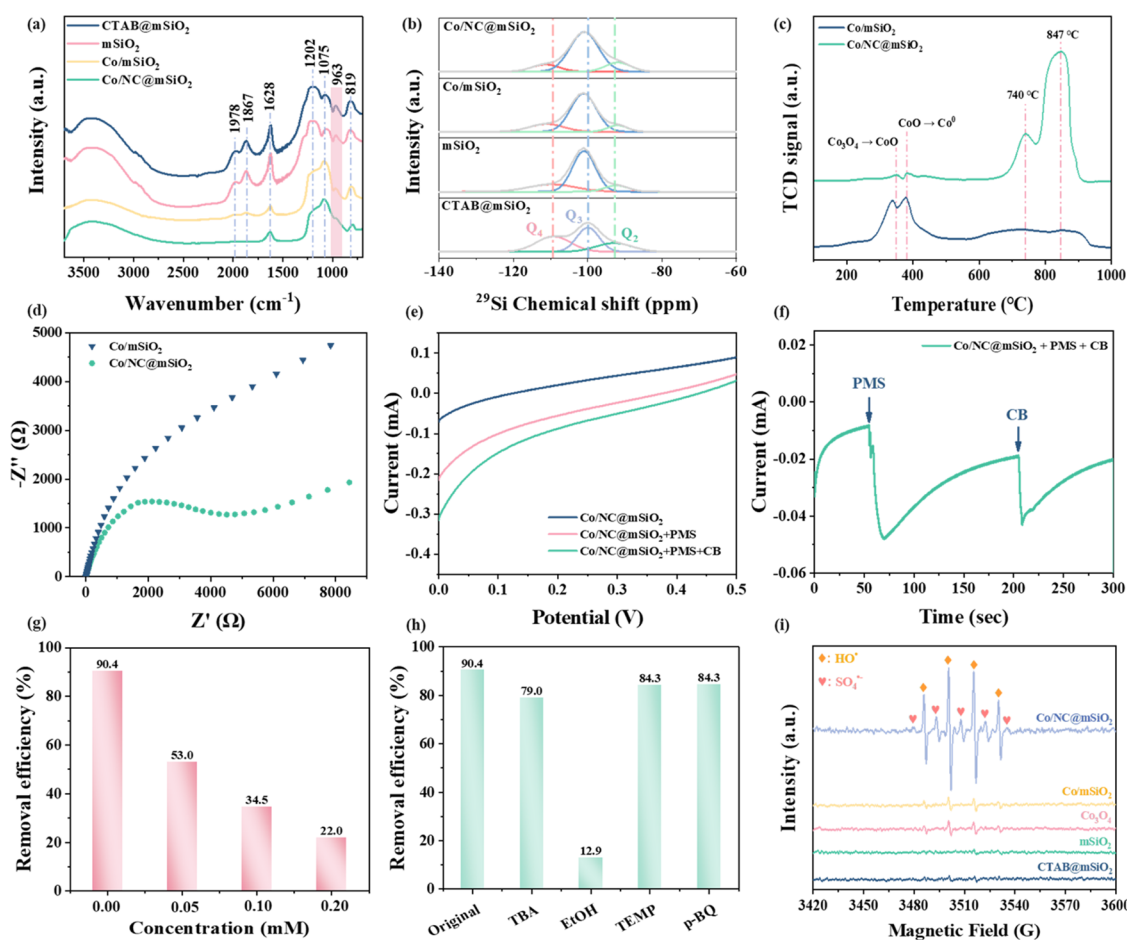 (a)
CTAB@mSiO₂
mSiO₂
Co/mSiO₂
Co/NC@mSiO₂
1978
1867
1628
1202
1075
963
819
Intensity (a.u.)
3500 3000 2500 2000 1500 1000
Wavenumber (cm⁻¹)
(b)
Co/NC@mSiO₂
Co/mSiO₂
mSiO₂
CTAB@mSiO₂
Q₄
Q₃
Q₂
Intensity (a.u.)
-140 -120 -100 -80 -60
²⁹Si Chemical shift (ppm)
(c)
Co/mSiO₂
Co/NC@mSiO₂
847 °C
740 °C
CoO → Co⁰
Co₃O₄ → CoO
TCD signal (a.u.)
200 400 600 800 1000
Temperature (°C)
(d)
Co/mSiO₂
Co/NC@mSiO₂
-Z'' (Ω)
5000
4000
3000
2000
1000
0
0 2000 4000 6000 8000
Z' (Ω)
(e)
Co/NC@mSiO₂
Co/NC@mSiO₂+PMS
Co/NC@mSiO₂+PMS+CB
Current (mA)
0.1
0.0
-0.1
-0.2
-0.3
-0.4
0.0 0.1 0.2 0.3 0.4 0.5
Potential (V)
(f)
Co/NC@mSiO₂ + PMS + CB
PMS
CB
Current (mA)
0.02
0.00
-0.02
-0.04
-0.06
0 50 100 150 200 250 300
Time (sec)
(g)
Removal efficiency (%)
100
80
60
40
20
0
90.4
53.0
34.5
22.0
0.00 0.05 0.10 0.20
Concentration (mM)
(h)
Removal efficiency (%)
100
80
60
40
20
0
90.4
79.0
12.9
84.3
84.3
Original TBA EtOH TEMP p-BQ
(i)
: HO•
: SO₄•-
Co/NC@mSiO₂
Co/mSiO₂
Co₃O₄
mSiO₂
CTAB@mSiO₂
Intensity (a.u.)
3420 3450 3480 3510 3540 3570 3600
Magnetic Field (G)